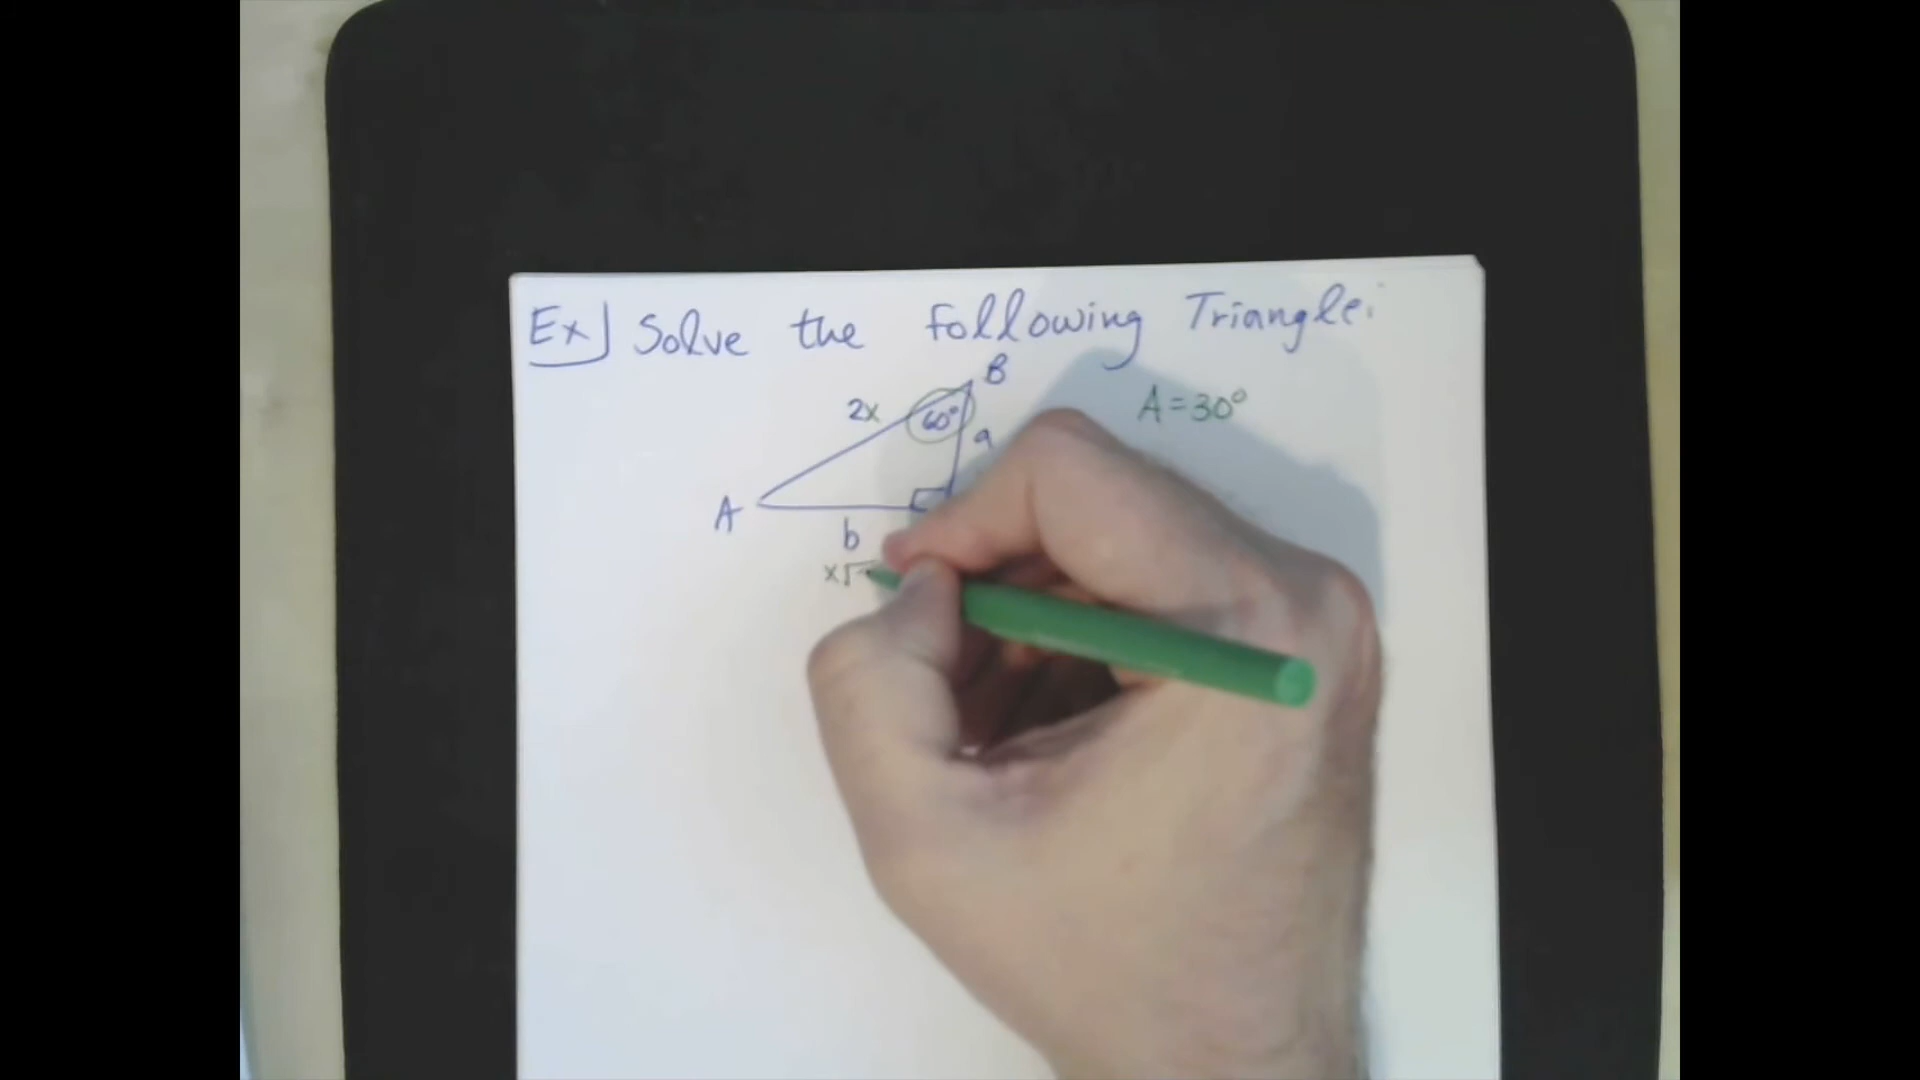 Ex] Solve the following Triangle:
B
2x
60°
A=30°
a
A
b
x√